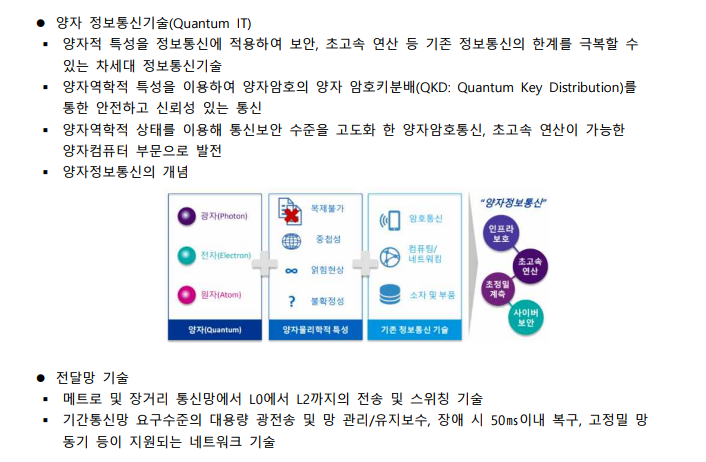 ● 양자 정보통신기술(Quantum IT)
▪ 양자적 특성을 정보통신에 적용하여 보안, 초고속 연산 등 기존 정보통신의 한계를 극복할 수
있는 차세대 정보통신기술
▪ 양자역학적 특성을 이용하여 양자암호의 양자 암호키분배(QKD: Quantum Key Distribution)를
통한 안전하고 신뢰성 있는 통신
▪ 양자역학적 상태를 이용해 통신보안 수준을 고도화 한 양자암호통신, 초고속 연산이 가능한
양자컴퓨터 부문으로 발전
▪ 양자정보통신의 개념
광자(Photon)
전자(Electron)
원자(Atom)
양자(Quantum)
복제불가
중첩성
얽힘현상
불확정성
양자물리학적 특성
암호통신
컴퓨팅/
네트워킹
소자 및 부품
기존 정보통신 기술
“양자정보통신”
인프라
보호
초고속
연산
초정밀
계측
사이버
보안
● 전달망 기술
▪ 메트로 및 장거리 통신망에서 L0에서 L2까지의 전송 및 스위칭 기술
▪ 기간통신망 요구수준의 대용량 광전송 및 망 관리/유지보수, 장애 시 50㎳이내 복구, 고정밀 망
동기 등이 지원되는 네트워크 기술